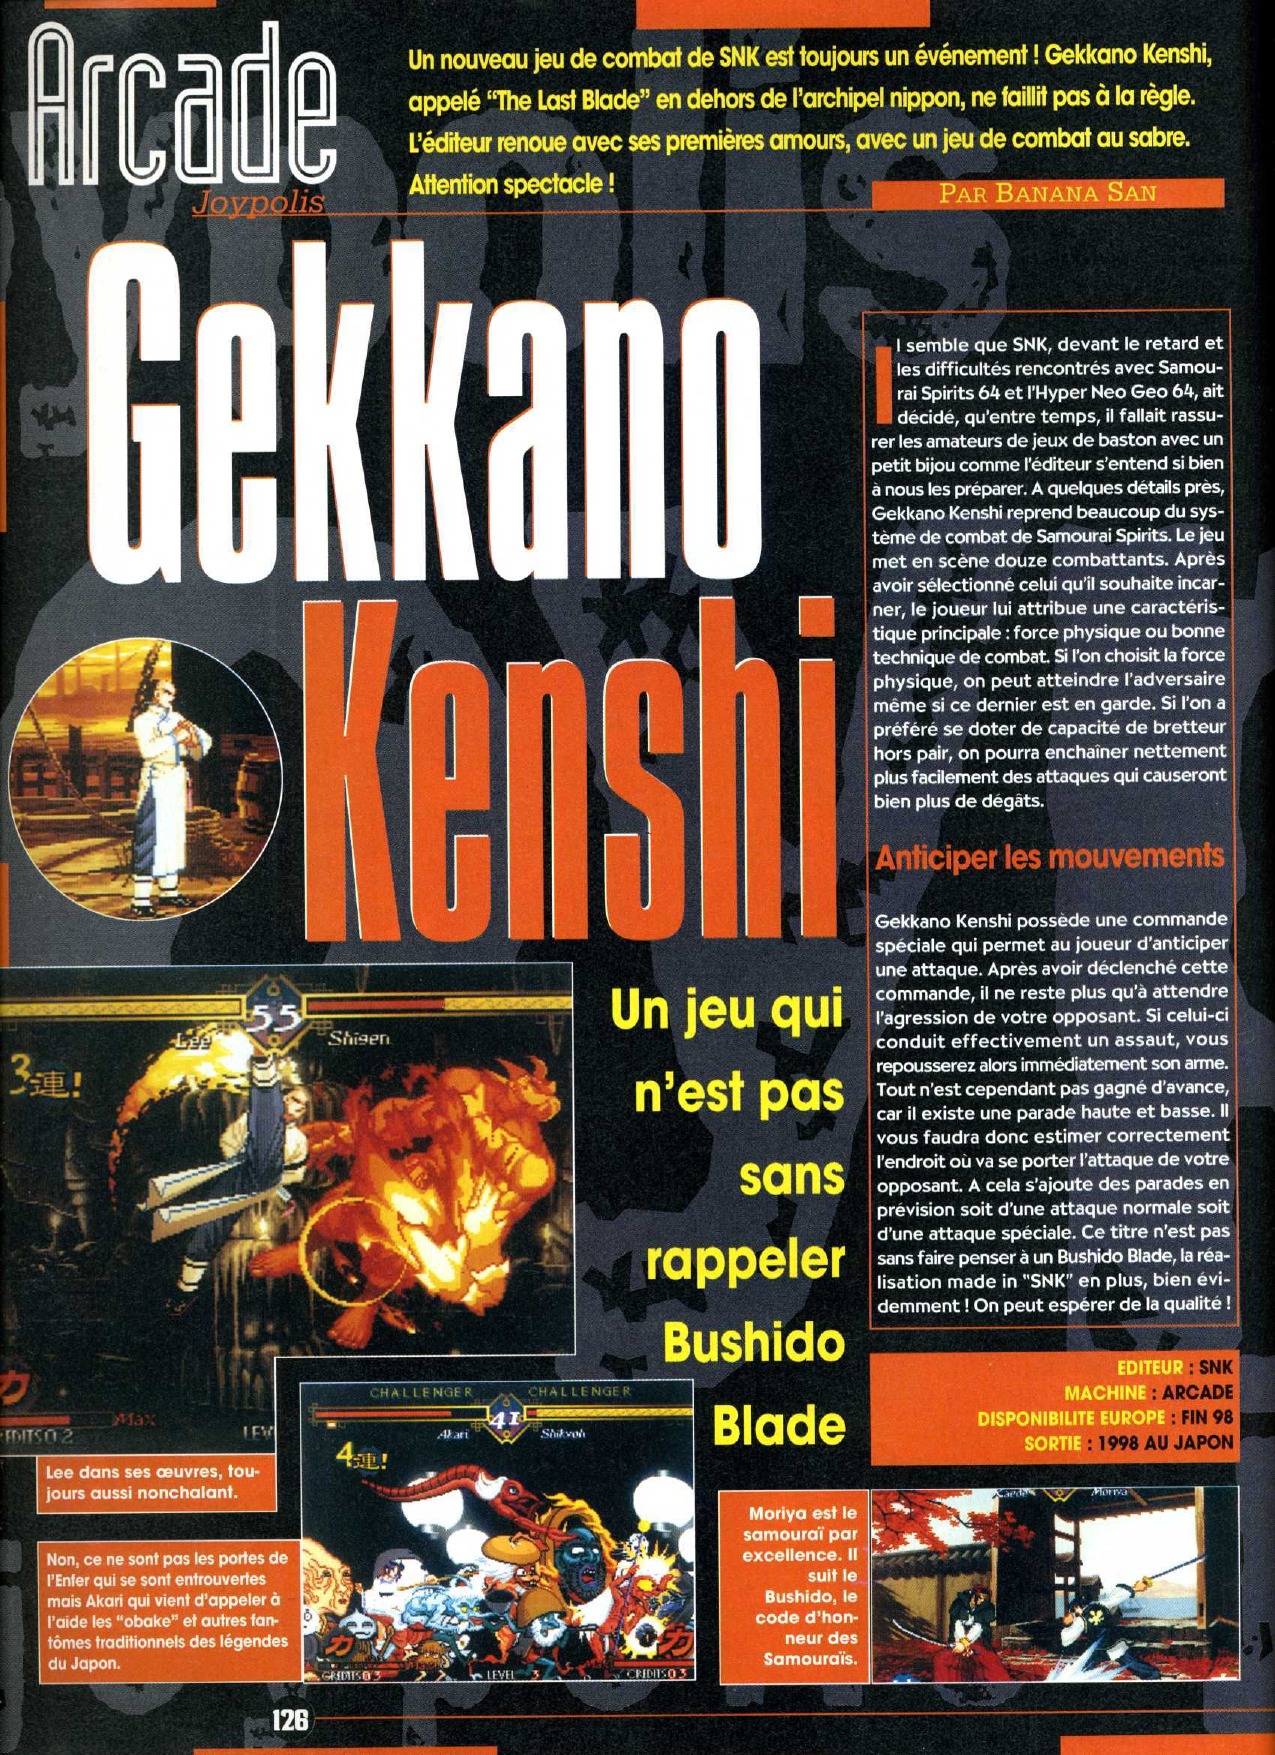 Arcade
Joypolis
Un nouveau jeu de combat de SNK est toujours un événement ! Gekkano Kenshi,
appelé “The Last Blade” en dehors de l’archipel nippon, ne faillit pas à la règle.
L’éditeur renoue avec ses premières amours, avec un jeu de combat au sabre.
Attention spectacle !
PAR BANANA SAN
Gekkano
Kenshi
Il semble que SNK, devant le retard et
les difficultés rencontrés avec Samou-
rai Spirits 64 et l’Hyper Neo Geo 64, ait
décidé, qu’entre temps, il fallait rassu-
rer les amateurs de jeux de baston avec un
petit bijou comme l’éditeur s’entend si bien
à nous les préparer. A quelques détails près,
Gekkano Kenshi reprend beaucoup du sys-
tème de combat de Samourai Spirits. Le jeu
met en scène douze combattants. Après
avoir sélectionné celui qu’il souhaite incar-
ner, le joueur lui attribue une caractéris-
tique principale : force physique ou bonne
technique de combat. Si l’on choisit la force
physique, on peut atteindre l’adversaire
même si ce dernier est en garde. Si l’on a
préféré se doter de capacité de bretteur
hors pair, on pourra enchaîner nettement
plus facilement des attaques qui causeront
bien plus de dégâts.
Anticiper les mouvements
Gekkano Kenshi possède une commande
spéciale qui permet au joueur d’anticiper
une attaque. Après avoir déclenché cette
commande, il ne reste plus qu’à attendre
l’agression de votre opposant. Si celui-ci
conduit effectivement un assaut, vous
repousserez alors immédiatement son arme.
Tout n’est cependant pas gagné d’avance,
car il existe une parade haute et basse. Il
vous faudra donc estimer correctement
l’endroit où va se porter l’attaque de votre
opposant. A cela s’ajoute des parades en
prévision soit d’une attaque normale soit
d’une attaque spéciale. Ce titre n’est pas
sans faire penser à un Bushido Blade, la réa-
lisation made in “SNK” en plus, bien évi-
demment ! On peut espérer de la qualité !
Un jeu qui
n’est pas
sans
rappeler
Bushido
Blade
EDITEUR : SNK
MACHINE : ARCADE
DISPONIBILITE EUROPE : FIN 98
SORTIE : 1998 AU JAPON
55
Lee
Shigen
3連!
力
Max
LEV
Lee dans ses œuvres, tou-
jours aussi nonchalant.
Non, ce ne sont pas les portes de
l’Enfer qui se sont entrouvertes
mais Akari qui vient d’appeler à
l’aide les “obake” et autres fan-
tômes traditionnels des légendes
du Japon.
CHALLENGER
CHALLENGER
41
Akari
Shikyoh
4連!
力
力
CREDITS 03
LEVEL 3
CREDITS 03
Moriya est le
samouraï par
excellence. Il
suit le
Bushido, le
code d’hon-
neur des
Samouraïs.
Kaede
Moriya
126